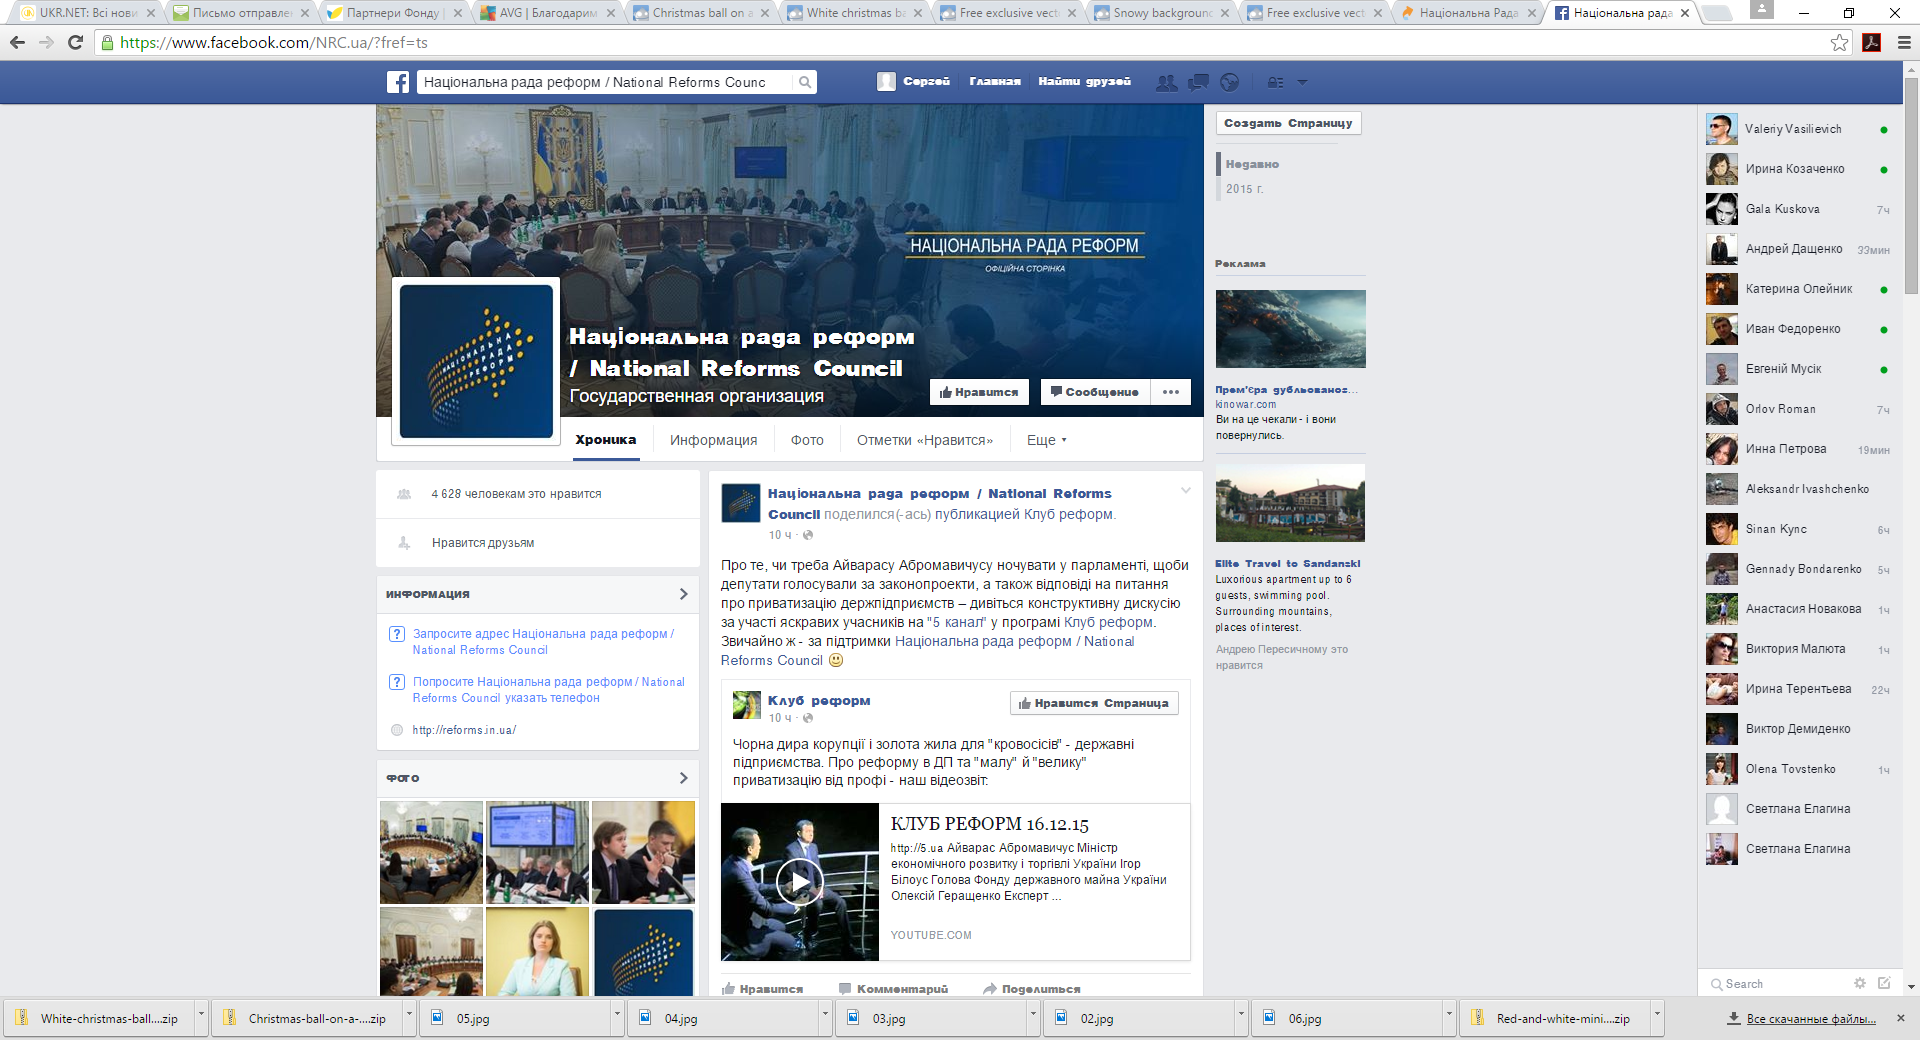 UKR.NET: Всі нови
Письмо отправлен
Партнери Фонду |
AVG | Благодарим
Christmas ball on a
White christmas ba
Free exclusive vect
Snowy background
Free exclusive vect
Національна Рада
Національна рада
https://www.facebook.com/NRC.ua/?fref=ts
Національна рада реформ / National Reforms Counc
Сергей
Главная
Найти друзей
НАЦІОНАЛЬНА РАДА РЕФОРМ
ОФІЦІЙНА СТОРІНКА
НАЦІОНАЛЬНА
РАДА
РЕФОРМ
Національна рада реформ
/ National Reforms Council
Государственная организация
Нравится
Сообщение
Хроника
Информация
Фото
Отметки «Нравится»
Еще
4 628 человекам это нравится
Нравится друзьям
ИНФОРМАЦИЯ
Запросите адрес Національна рада реформ /
National Reforms Council
Попросите Національна рада реформ / National
Reforms Council указать телефон
http://reforms.in.ua/
ФОТО
Національна рада реформ / National Reforms
Council поделился(-ась) публикацией Клуб реформ.
10 ч ·
Про те, чи треба Айварасу Абромавичусу ночувати у парламенті, щоби
депутати голосували за законопроекти, а також відповіді на питання
про приватизацію держпідприємств – дивіться конструктивну дискусію
за участі яскравих учасників на "5 канал" у програмі Клуб реформ.
Звичайно ж - за підтримки Національна рада реформ / National
Reforms Council
Клуб реформ
10 ч ·
Нравится Страница
Чорна дира корупції і золота жила для "кровосісів" - державні
підприємства. Про реформу в ДП та "малу" й "велику"
приватизацію від профі - наш відеозвіт:
КЛУБ РЕФОРМ 16.12.15
http://5.ua Айварас Абромавичус Міністр
економічного розвитку і торгівлі України Ігор
Білоус Голова Фонду державного майна України
Олексій Геращенко Експерт ...
YOUTUBE.COM
Нравится
Комментарий
Поделиться
Создать Страницу
Недавно
2015 г.
Реклама
Прем'єра дубльованог...
kinowar.com
Ви на це чекали - і вони
повернулись.
Elite Travel to Sandanski
Luxorious apartment up to 6
guests, swimming pool.
Surrounding mountains,
places of interest.
Андрею Пересичному это
нравится
Valeriy Vasilievich
Ирина Козаченко
Gala Kuskova 7ч
Андрей Дащенко 33мин
Катерина Олейник
Иван Федоренко
Евгеній Мусік
Orlov Roman 7ч
Инна Петрова 19мин
Aleksandr Ivashchenko
Sinan Kync 6ч
Gennady Bondarenko 5ч
Анастасия Новакова 1ч
Виктория Малюта 1ч
Ирина Терентьева 22ч
Виктор Демиденко
Olena Tovstenko 1ч
Светлана Елагина
Светлана Елагина
Search
White-christmas-ball....zip
Christmas-ball-on-a-....zip
05.jpg
04.jpg
03.jpg
02.jpg
06.jpg
Red-and-white-mini....zip
Все скачанные файлы...